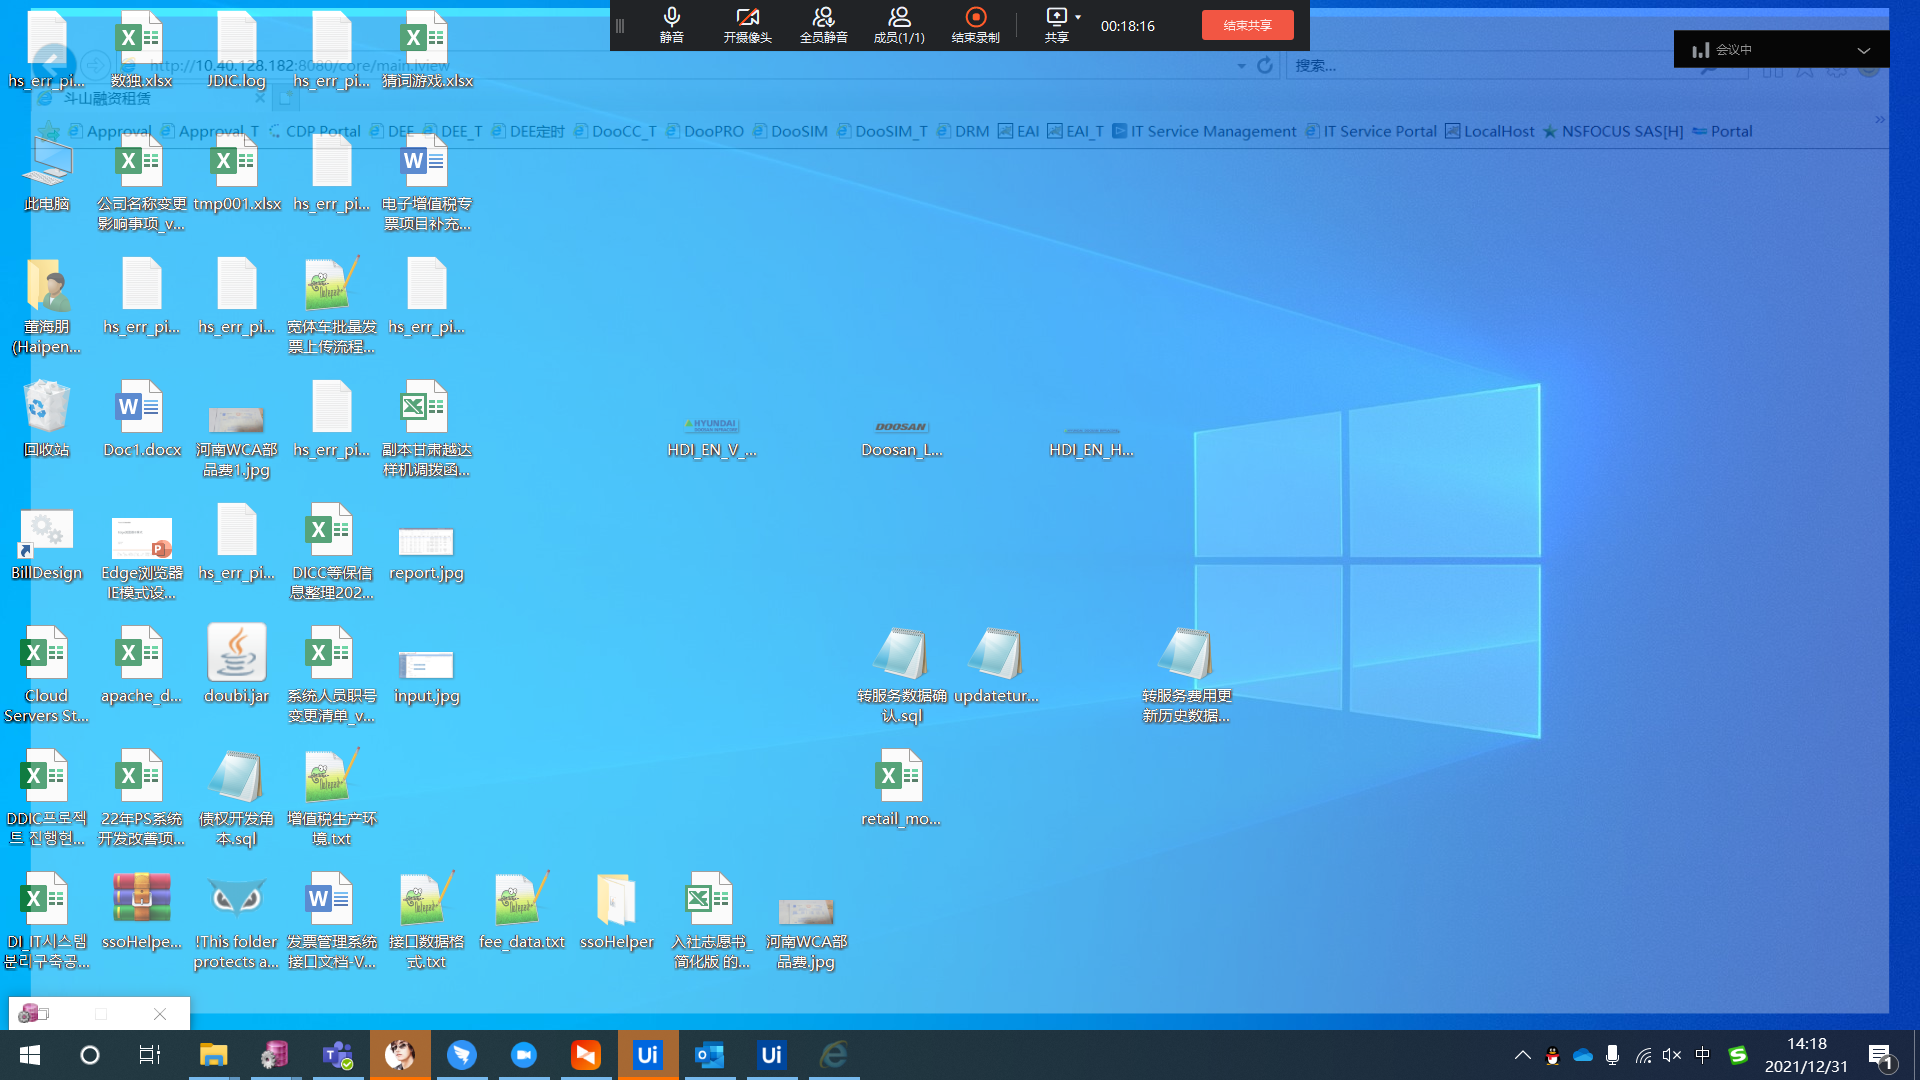 静音
开摄像头
全员静音
成员(1/1)
结束录制
共享
00:18:16
结束共享
会议中
http://10.40.128.182:8080/core/main.lview
搜索...
斗山融资租赁
Approval
Approval_T
CDP Portal
DEE
DEE_T
DEE定时
DooCC_T
DooPRO
DooSIM
DooSIM_T
DRM
EAI
EAI_T
IT Service Management
IT Service Portal
LocalHost
NSFOCUS SAS[H]
Portal
hs_err_pi...
数独.xlsx
JDIC.log
hs_err_pi...
猜词游戏.xlsx
此电脑
公司名称变更
影响事项_v...
tmp001.xlsx
hs_err_pi...
电子增值税专
票项目补充...
董海朋
(Haipen...
hs_err_pi...
hs_err_pi...
宽体车批量发
票上传流程...
hs_err_pi...
回收站
Doc1.docx
河南WCA部
品费1.jpg
hs_err_pi...
副本甘肃越达
样机调拨函...
HYUNDAI
HDI_EN_V_...
DOOSAN
Doosan_L...
HDI_EN_H...
BillDesign
Edge浏览器
IE模式设...
hs_err_pi...
DICC等保信
息整理202...
report.jpg
Cloud
Servers St...
apache_d...
doubi.jar
系统人员职号
变更清单_v...
input.jpg
转服务数据确
认.sql
updatetur...
转服务费用更
新历史数据...
DDIC프로젝
트 진행현...
22年PS系统
开发改善项...
债权开发角
本.sql
增值税生产环
境.txt
retail_mo...
DI_IT시스템
분리구축공...
ssoHelpe...
!This folder
protects a...
发票管理系统
接口文档-V...
接口数据格
式.txt
fee_data.txt
ssoHelper
入社志愿书_
简化版 的...
河南WCA部
品费.jpg
Ui
Ui
中
14:18
2021/12/31
1